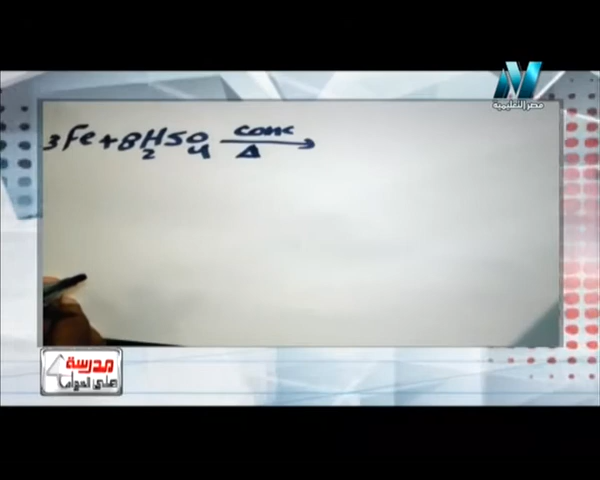 مصر التعليمية
conc
3Fe + 8H2SO4 →
Δ
مدرسة
على الهواء